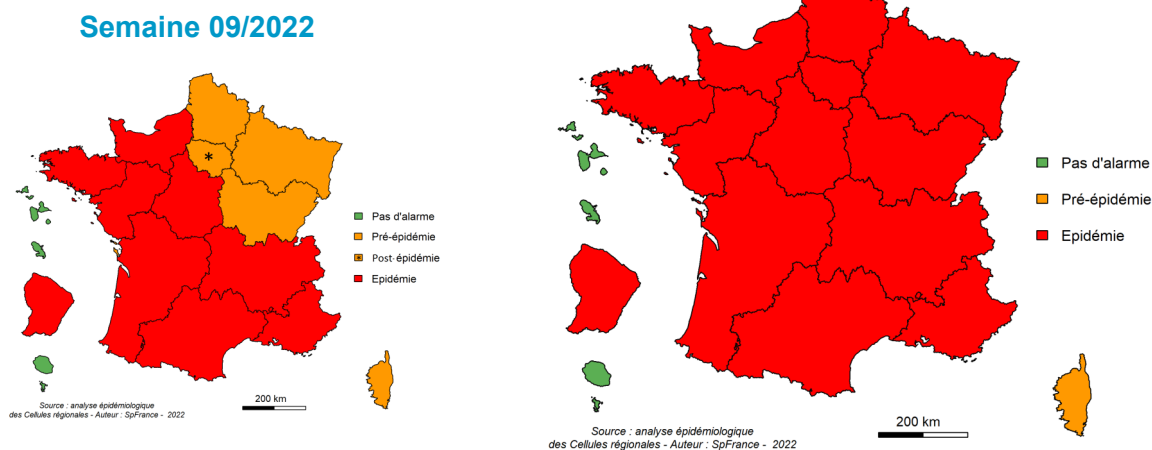 Semaine 09/2022
*
Pas d'alarme
Pré-épidémie
* Post-épidémie
Epidémie
200 km
Source : analyse épidémiologique
des Cellules régionales - Auteur : SpFrance - 2022
Pas d'alarme
Pré-épidémie
Epidémie
200 km
Source : analyse épidémiologique
des Cellules régionales - Auteur : SpFrance - 2022